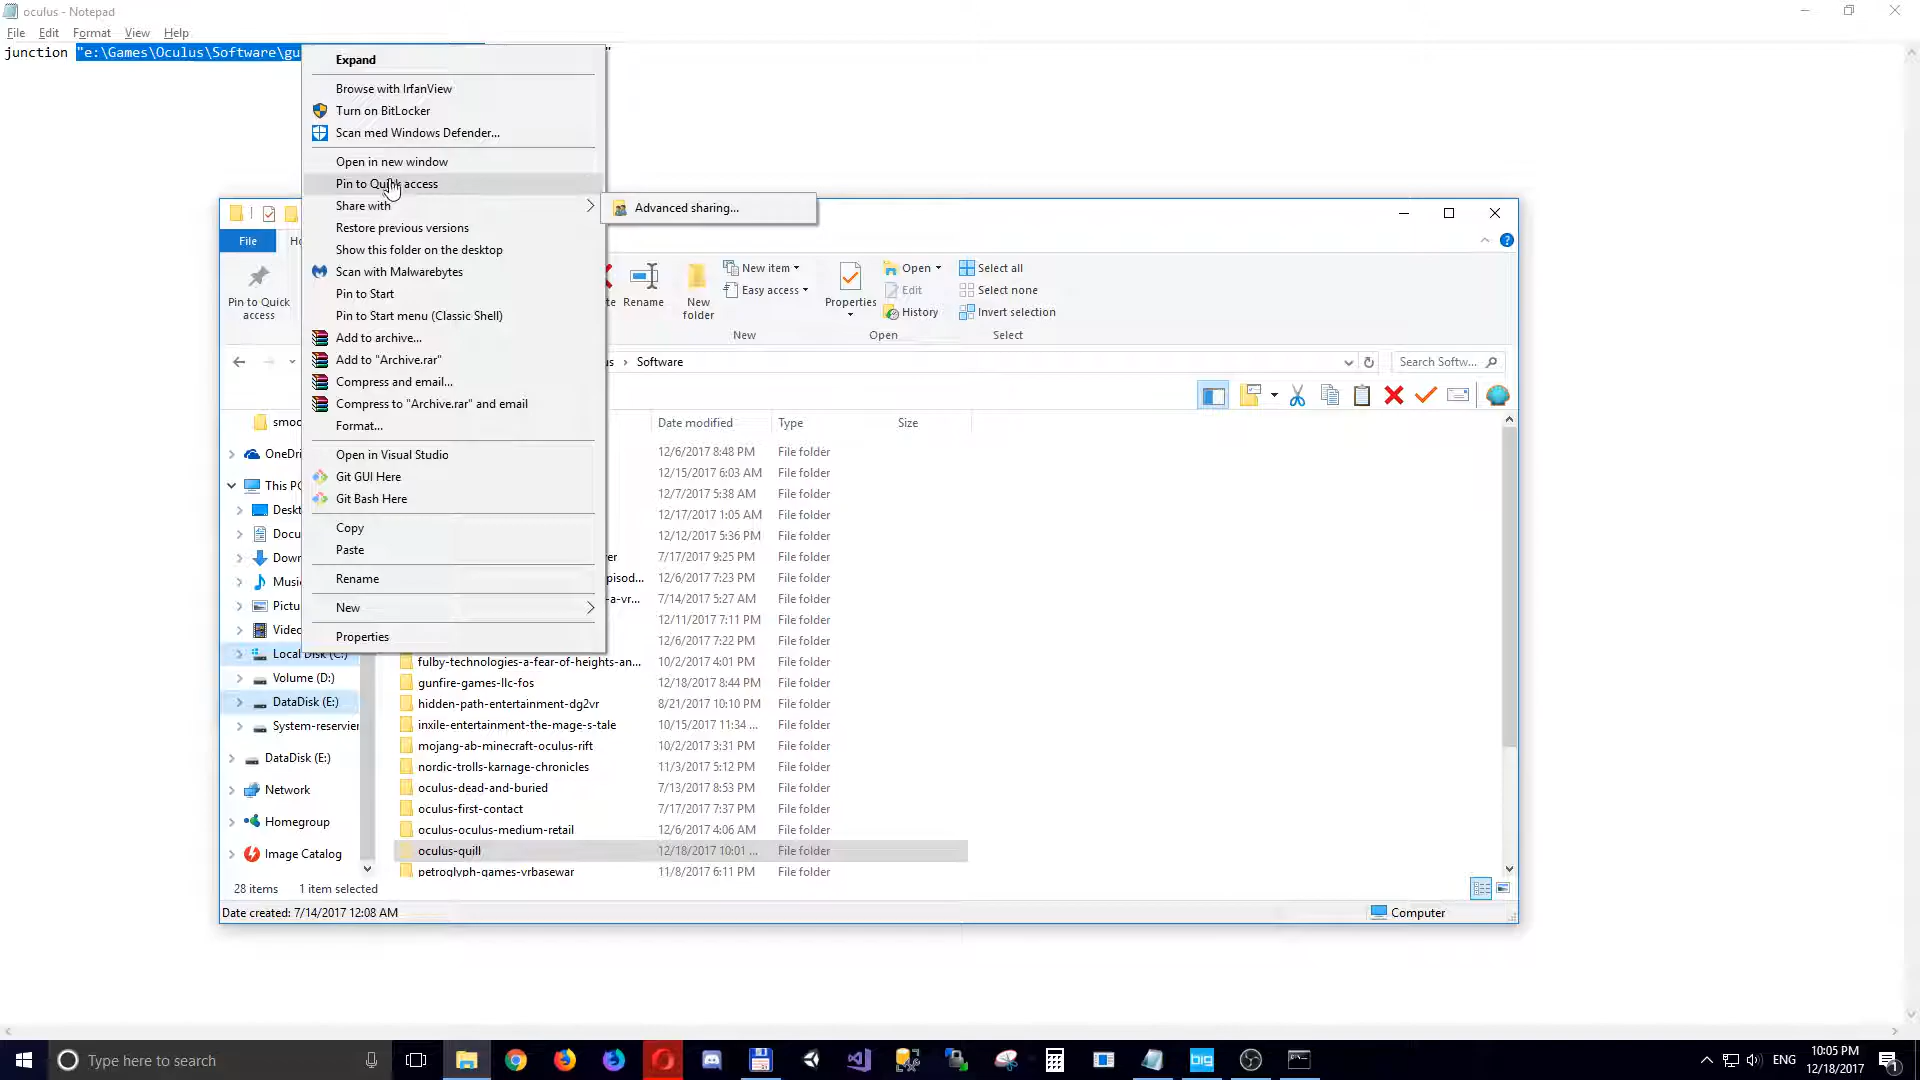 oculus - Notepad
File Edit Format View Help
junction "e:\Games\Oculus\Software\gu
"
Expand
Browse with IrfanView
Turn on BitLocker
Scan med Windows Defender...
Open in new window
Pin to Quick access
Share with
Advanced sharing...
Restore previous versions
Show this folder on the desktop
Scan with Malwarebytes
Pin to Start
Pin to Start menu (Classic Shell)
Add to archive...
Add to "Archive.rar"
Compress and email...
Compress to "Archive.rar" and email
Format...
Open in Visual Studio
Git GUI Here
Git Bash Here
Copy
Paste
Rename
New
Properties
File Ho
Pin to Quick access
te Rename New folder
New item
Easy access
New
Properties
Open
Edit
History
Open
Select all
Select none
Invert selection
Select
us › Software
Search Softw...
Date modified Type Size
smoo
OneDri
This PC
Deskt
Docu
Down
Music
Pictu
Video
Local Disk (C:)
Volume (D:)
DataDisk (E:)
System-reservier
DataDisk (E:)
Network
Homegroup
Image Catalog
12/6/2017 8:48 PM File folder
12/15/2017 6:03 AM File folder
12/7/2017 5:38 AM File folder
12/17/2017 1:05 AM File folder
12/12/2017 5:36 PM File folder
er 7/17/2017 9:25 PM File folder
pisod... 12/6/2017 7:23 PM File folder
-a-vr... 7/14/2017 5:27 AM File folder
12/11/2017 7:11 PM File folder
12/6/2017 7:22 PM File folder
fulby-technologies-a-fear-of-heights-an... 10/2/2017 4:01 PM File folder
gunfire-games-llc-fos 12/18/2017 8:44 PM File folder
hidden-path-entertainment-dg2vr 8/21/2017 10:10 PM File folder
inxile-entertainment-the-mage-s-tale 10/15/2017 11:34 ... File folder
mojang-ab-minecraft-oculus-rift 10/2/2017 3:31 PM File folder
nordic-trolls-karnage-chronicles 11/3/2017 5:12 PM File folder
oculus-dead-and-buried 7/13/2017 8:53 PM File folder
oculus-first-contact 7/17/2017 7:37 PM File folder
oculus-oculus-medium-retail 12/6/2017 4:06 AM File folder
oculus-quill 12/18/2017 10:01 ... File folder
petroglyph-games-vrbasewar 11/8/2017 6:11 PM File folder
28 items 1 item selected
Date created: 7/14/2017 12:08 AM
Computer
Type here to search
big
ENG
10:05 PM
12/18/2017
1